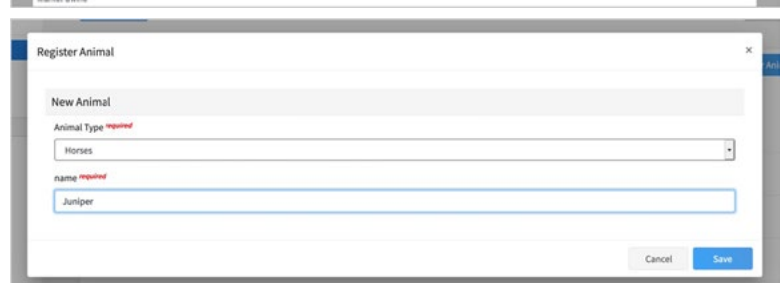 Register Animal ×
New Animal
Animal Type required
Horses
name required
Juniper
Cancel Save